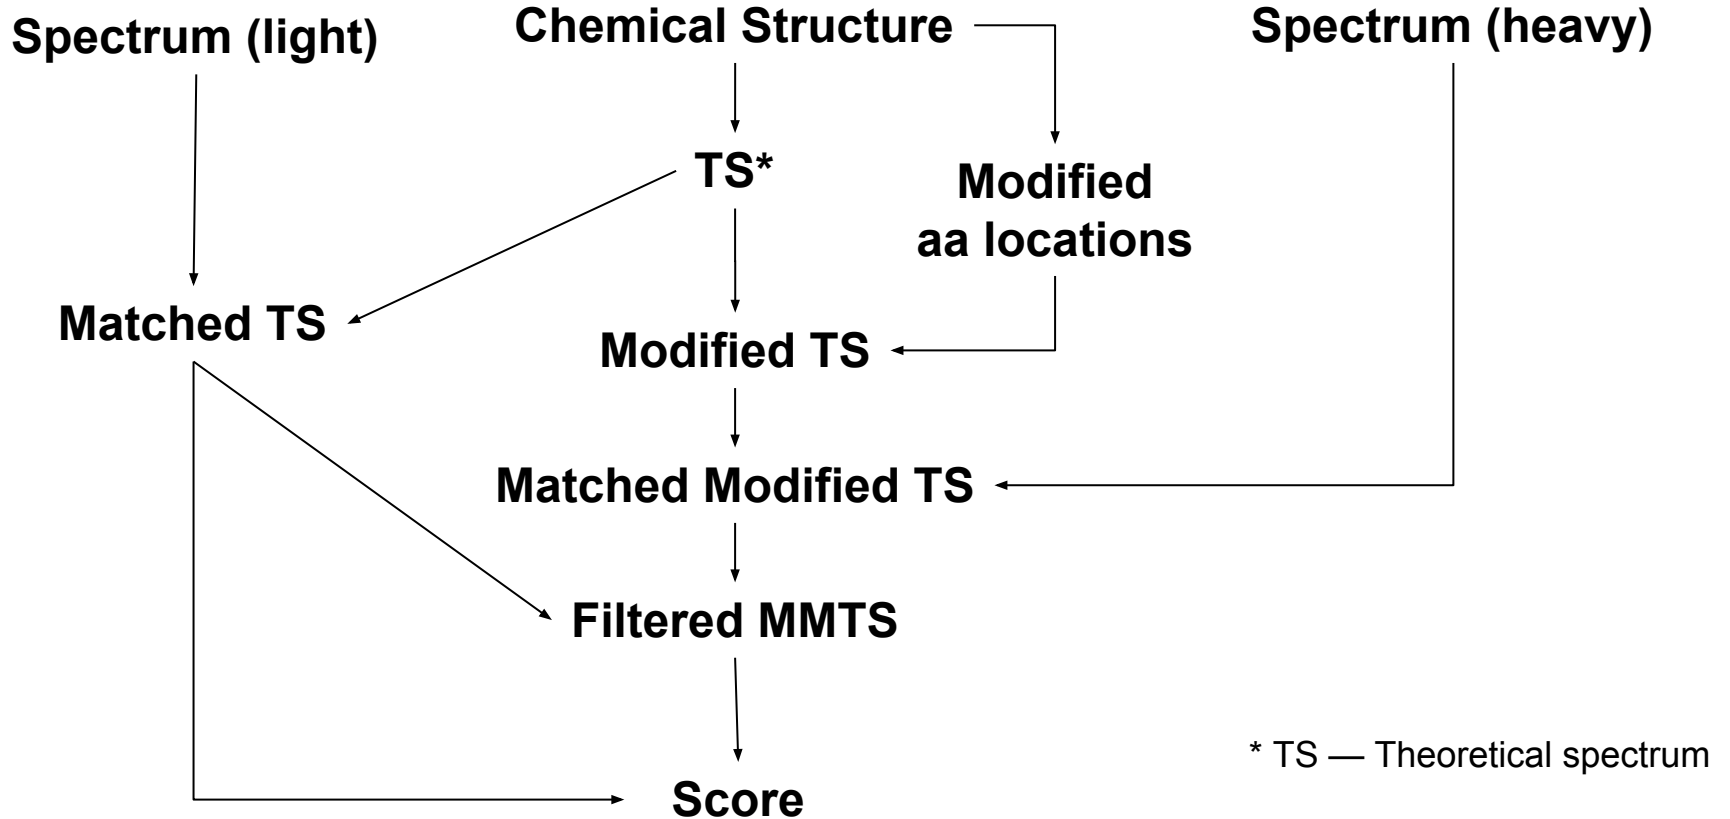 Spectrum (light)
Chemical Structure
Spectrum (heavy)
TS*
Modified
aa locations
Matched TS
Modified TS
Matched Modified TS
Filtered MMTS
* TS — Theoretical spectrum
Score